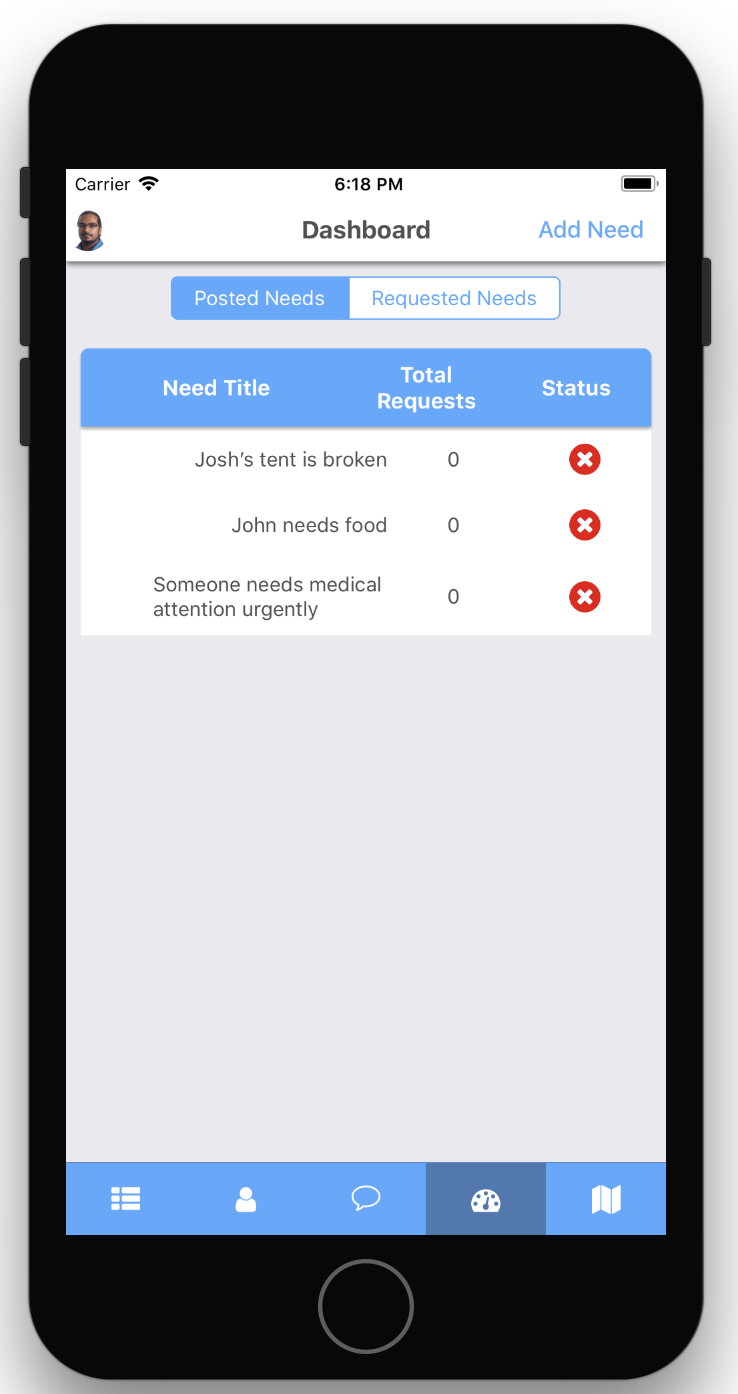 Carrier 6:18 PM
Dashboard Add Need
Posted Needs Requested Needs
Need Title Total Requests Status
Josh’s tent is broken 0
John needs food 0
Someone needs medical
attention urgently 0